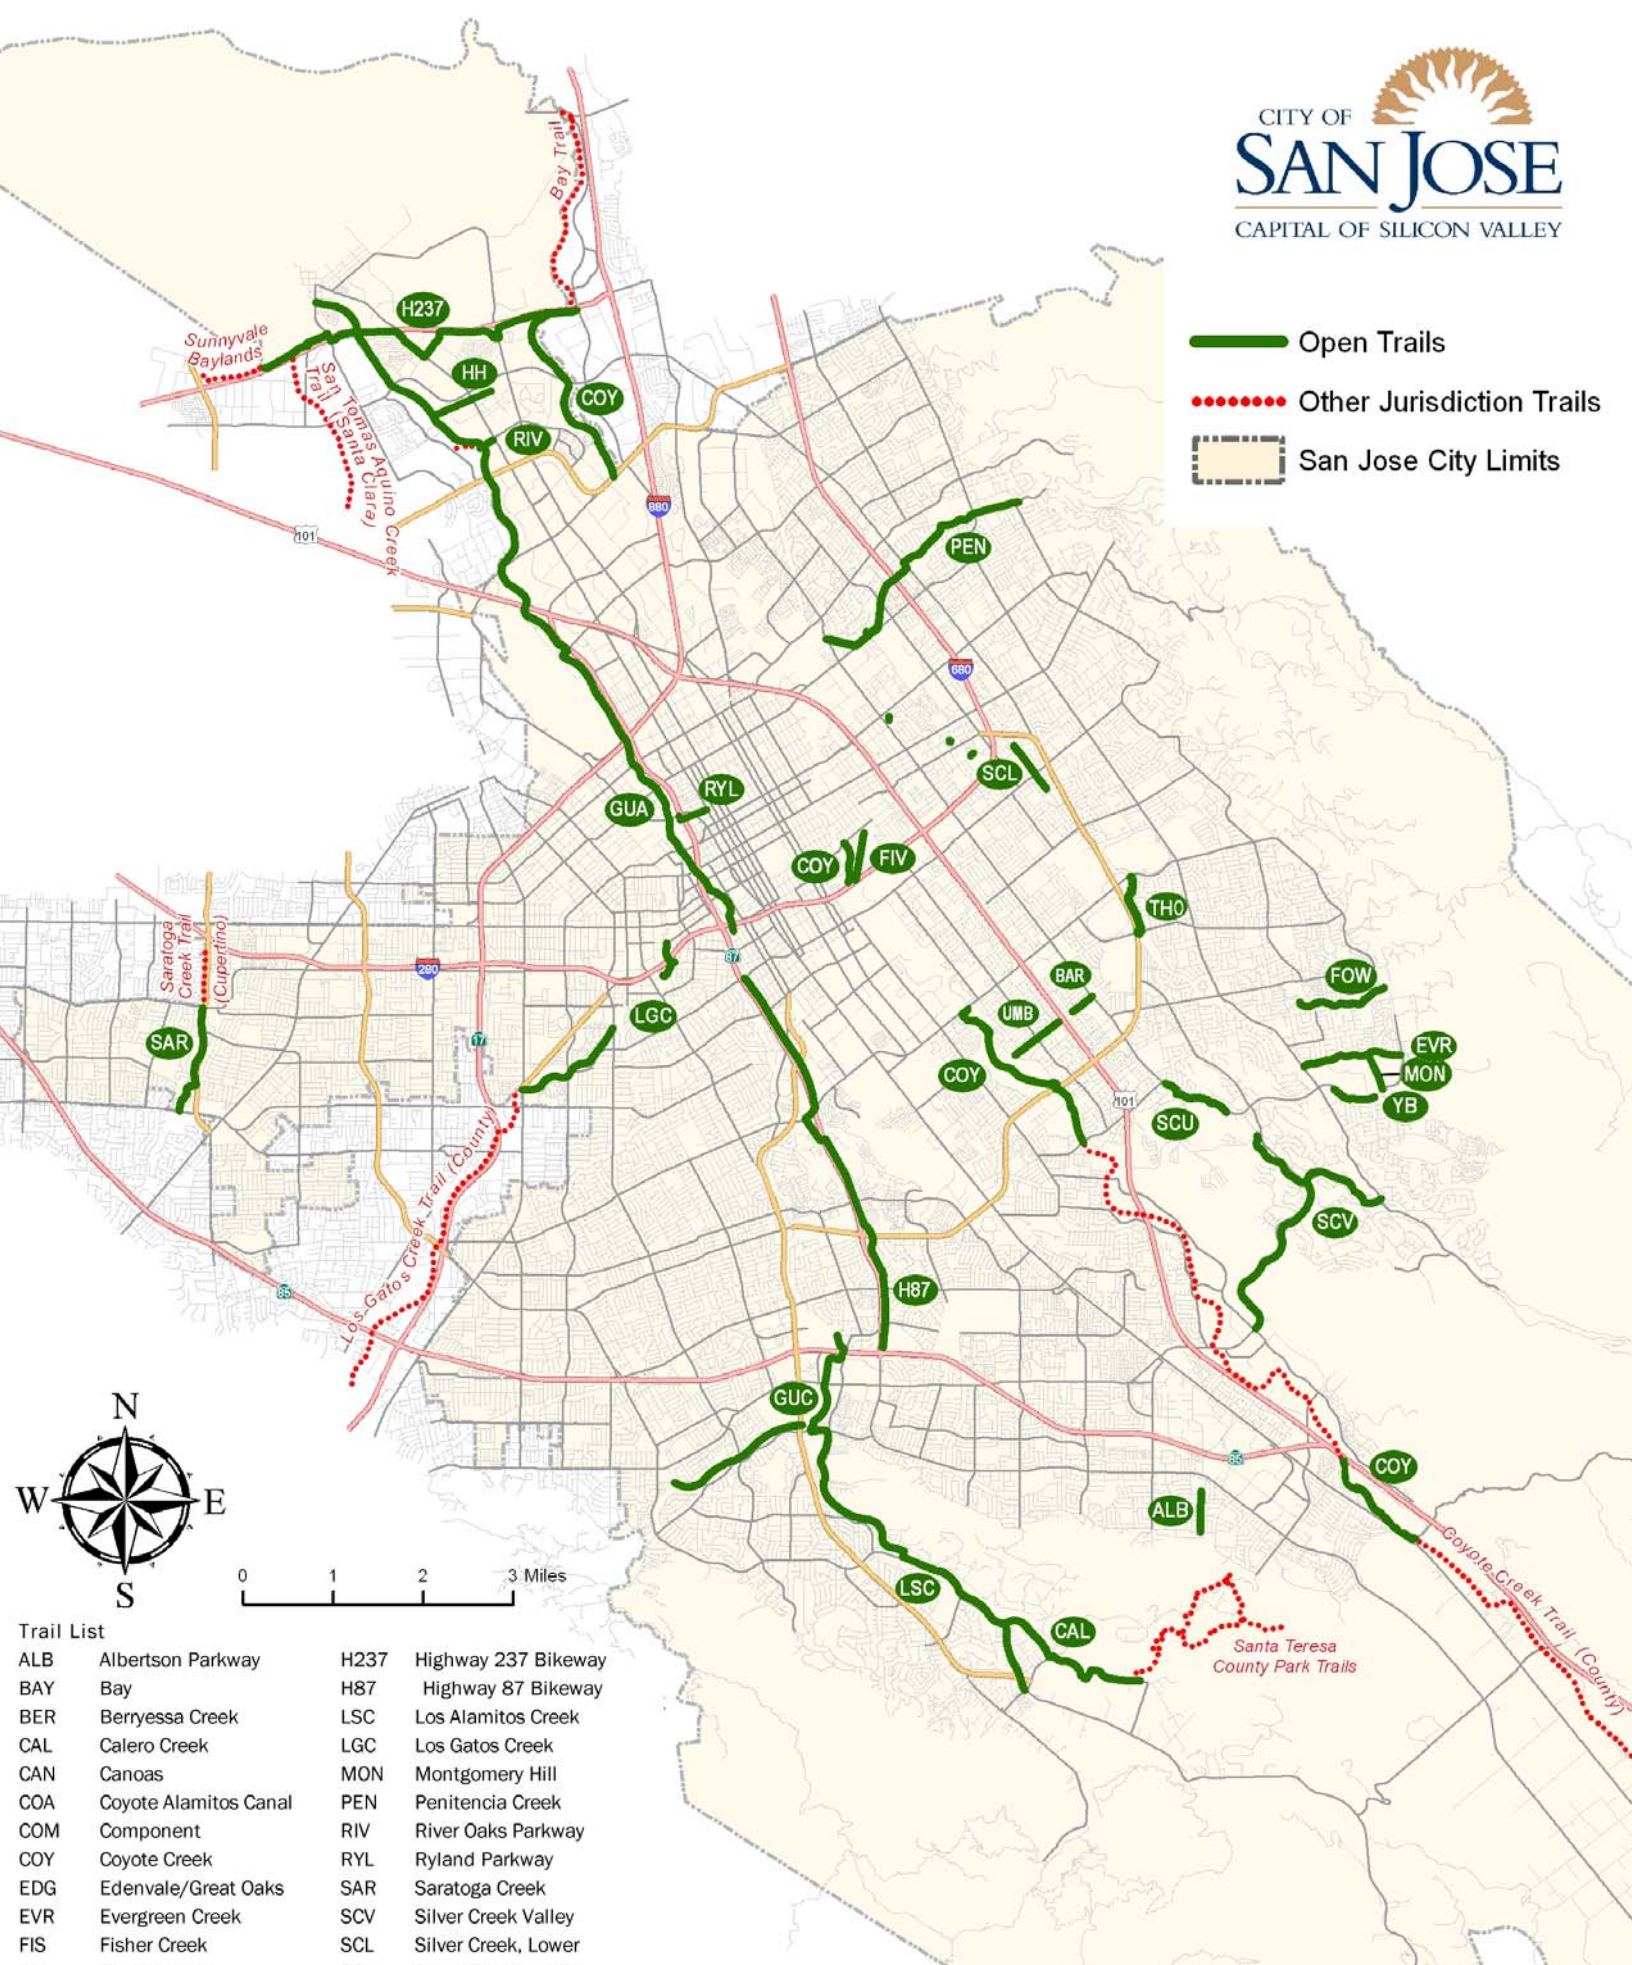 CITY OF
SAN JOSE
CAPITAL OF SILICON VALLEY
Open Trails
Other Jurisdiction Trails
San Jose City Limits
Bay Trail
H237
Sunnyvale
Baylands
HH
COY
San Tomas Aquino Creek
Trail (Santa Clara)
RIV
880
101
PEN
680
SCL
RYL
GUA
COY
FIV
THO
Saratoga
Creek Trail
(Cupertino)
87
280
BAR
FOW
LGC
UMB
SAR
17
EVR
COY
MON
101
YB
SCU
Los Gatos Creek Trail (County)
SCV
H87
85
GUC
N
W
E
S
85
COY
ALB
Coyote Creek Trail (County)
0 1 2 3 Miles
LSC
CAL
Santa Teresa
County Park Trails
Trail List
ALB Albertson Parkway H237 Highway 237 Bikeway
BAY Bay H87 Highway 87 Bikeway
BER Berryessa Creek LSC Los Alamitos Creek
CAL Calero Creek LGC Los Gatos Creek
CAN Canoas MON Montgomery Hill
COA Coyote Alamitos Canal PEN Penitencia Creek
COM Component RIV River Oaks Parkway
COY Coyote Creek RYL Ryland Parkway
EDG Edenvale/Great Oaks SAR Saratoga Creek
EVR Evergreen Creek SCV Silver Creek Valley
FIS Fisher Creek SCL Silver Creek, Lower